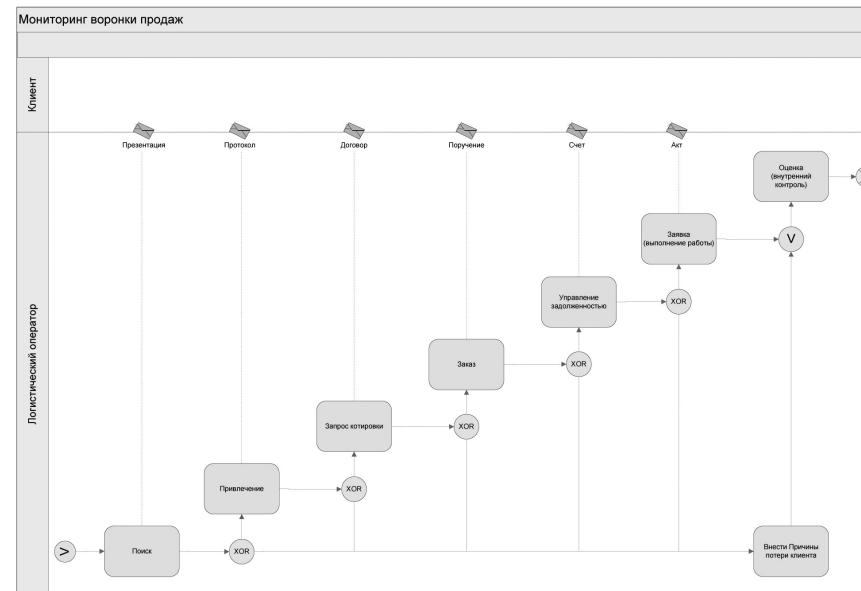 Мониторинг воронки продаж
Клиент
Презентация
Протокол
Договор
Поручение
Счет
Акт
Оценка
(внутренний
контроль)
Заявка
(выполнение работы)
V
Управление
задолженностью
XOR
Логистический оператор
Заказ
XOR
Запрос котировки
XOR
Привлечение
XOR
V
Поиск
XOR
Внести Причины
потери клиента